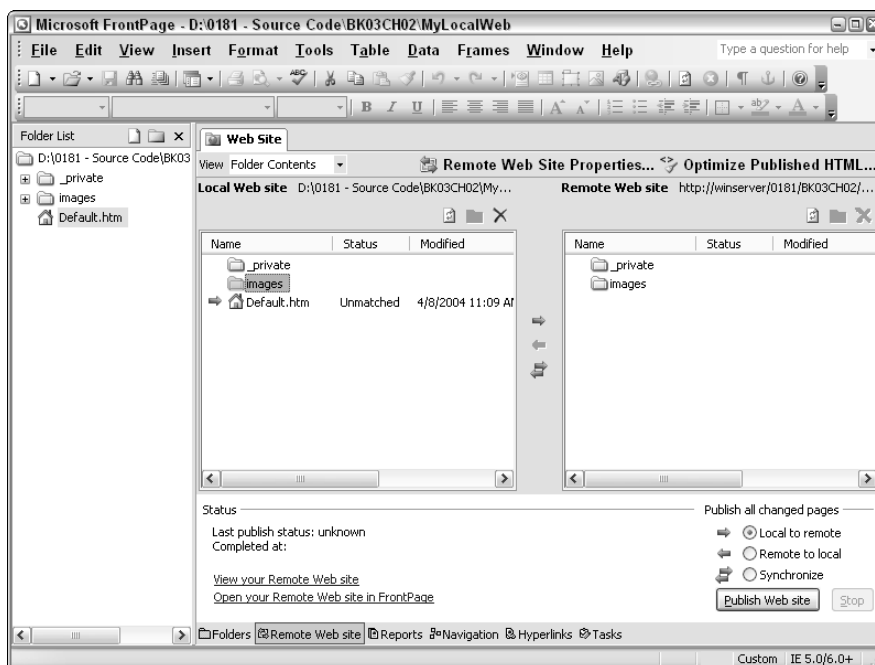 Microsoft FrontPage - D:\0181 - Source Code\BK03CH02\MyLocalWeb
File Edit View Insert Format Tools Table Data Frames Window Help Type a question for help
B I U
Folder List
D:\0181 - Source Code\BK03
_private
images
Default.htm
Web Site
View Folder Contents Remote Web Site Properties... Optimize Published HTML...
Local Web site D:\0181 - Source Code\BK03CH02\My... Remote Web site http://winserver/0181/BK03CH02/...
Name Status Modified Name Status Modified
_private _private
images images
Default.htm Unmatched 4/8/2004 11:09 AM
Status Publish all changed pages
Last publish status: unknown Local to remote
Completed at: Remote to local
View your Remote Web site Synchronize
Open your Remote Web site in FrontPage Publish Web site Stop
Folders Remote Web site Reports Navigation Hyperlinks Tasks
Custom IE 5.0/6.0+